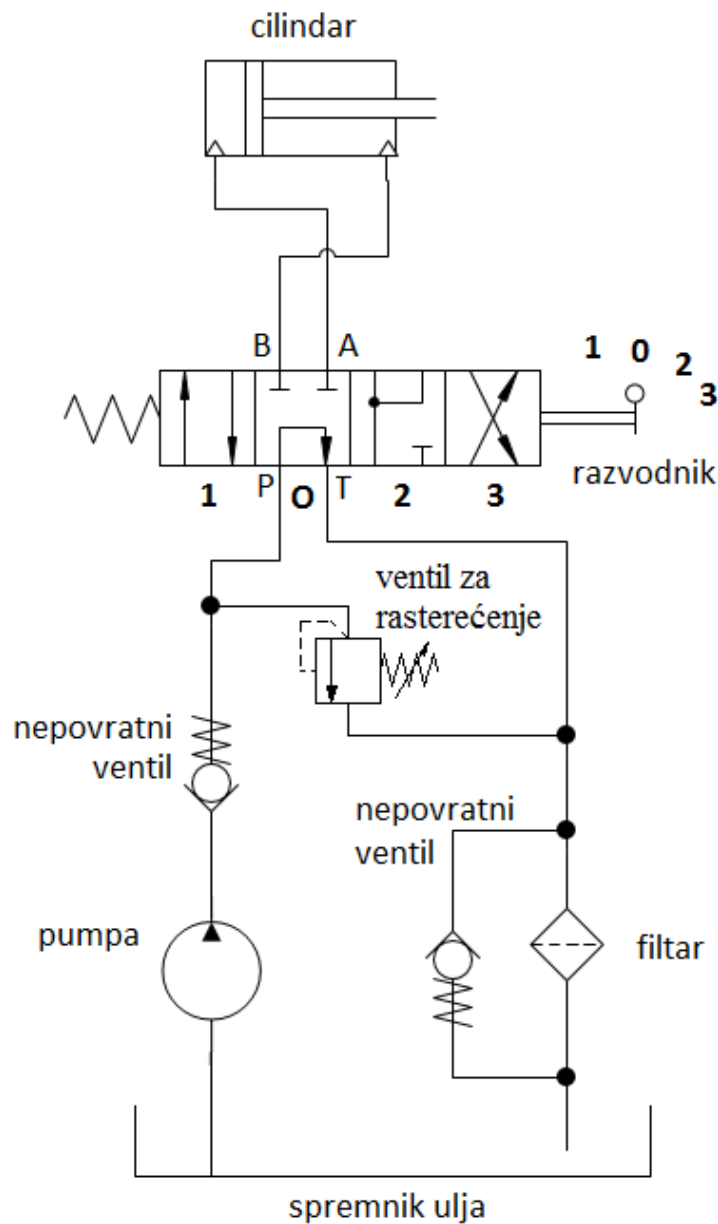 cilindar
B A
1 0 2 3
1 P O T 2 3
razvodnik
ventil za
rasterećenje
nepovratni
ventil
nepovratni
ventil
pumpa
filtar
spremnik ulja